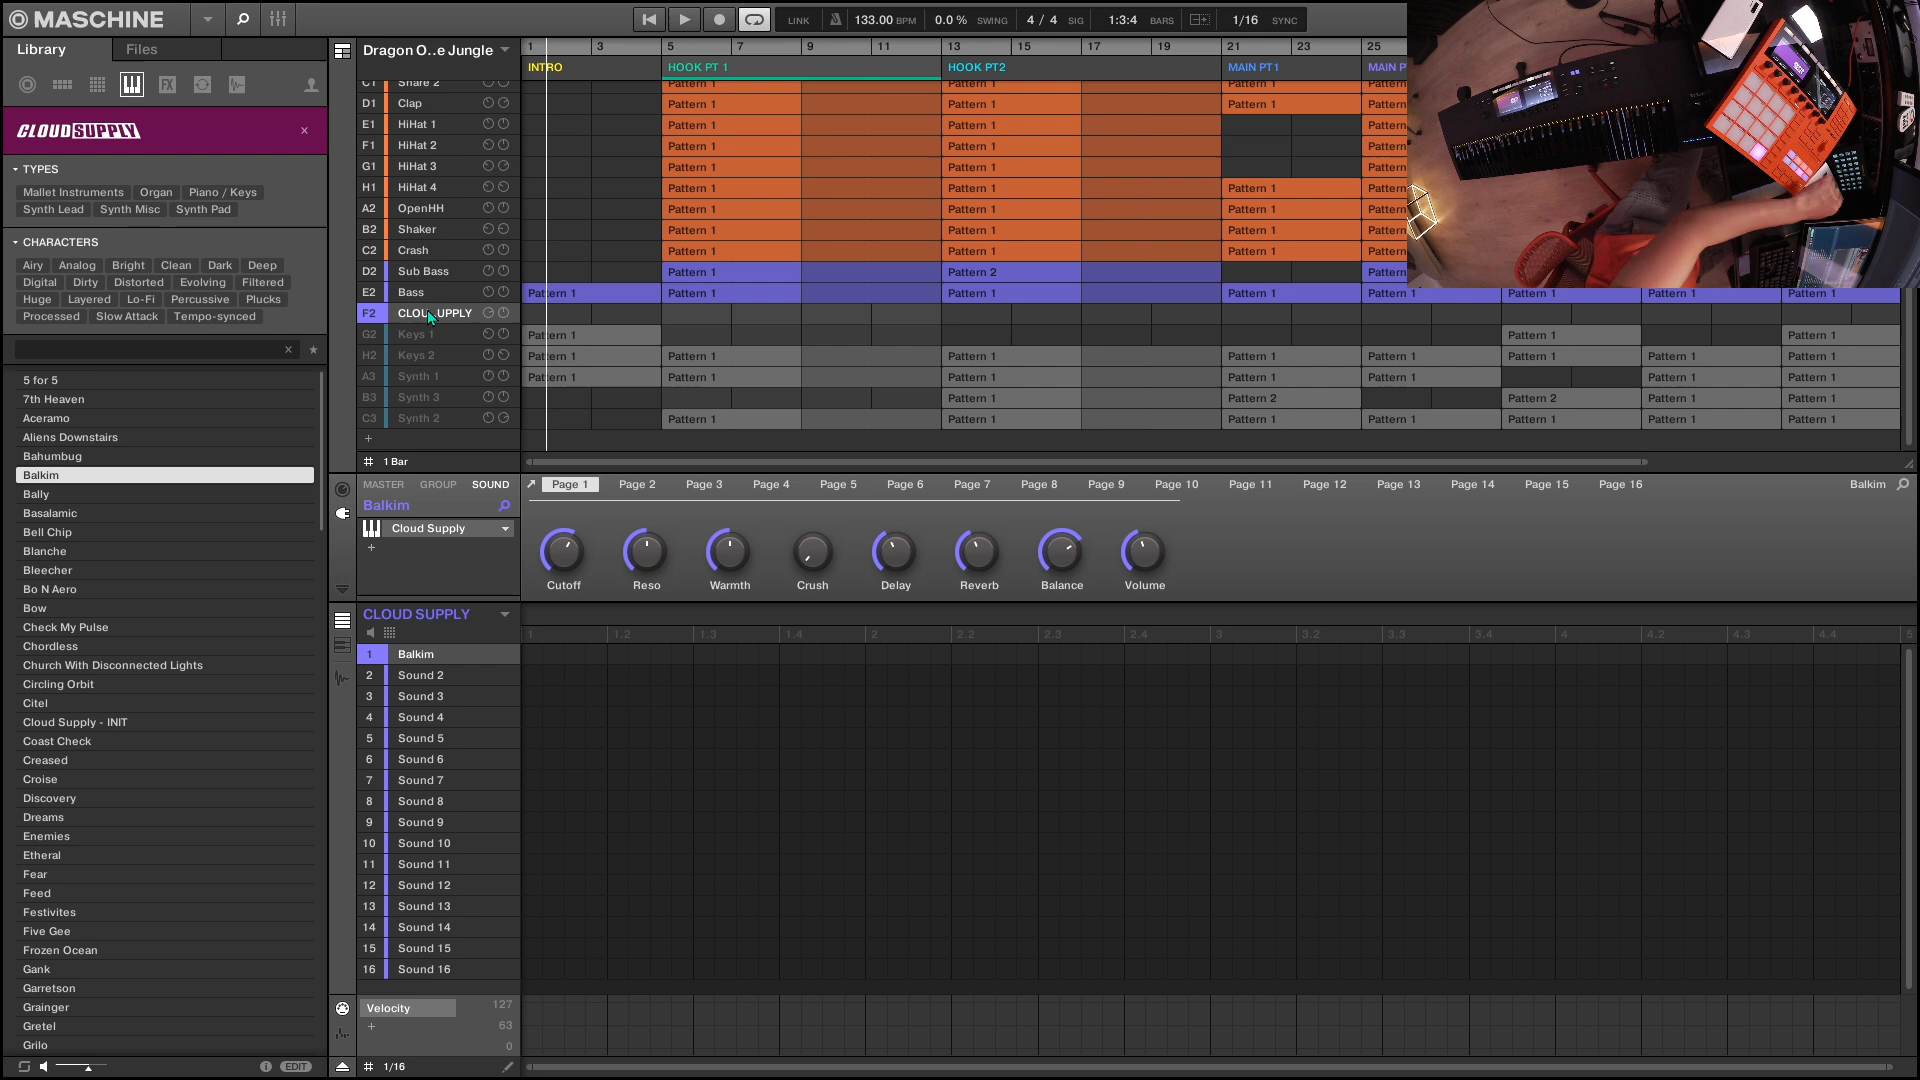 MASCHINE
LINK 133.00 BPM 0.0 % SWING 4 / 4 SIG 1:3:4 BARS 1/16 SYNC
Library Files
CLOUDSUPPLY
TYPES
Mallet Instruments Organ Piano / Keys
Synth Lead Synth Misc Synth Pad
CHARACTERS
Airy Analog Bright Clean Dark Deep
Digital Dirty Distorted Evolving Filtered
Huge Layered Lo-Fi Percussive Plucks
Processed Slow Attack Tempo-synced
5 for 5
7th Heaven
Aceramo
Aliens Downstairs
Bahumbug
Balkim
Bally
Basalamic
Bell Chip
Blanche
Bleecher
Bo N Aero
Bow
Check My Pulse
Chordless
Church With Disconnected Lights
Circling Orbit
Citel
Cloud Supply - INIT
Coast Check
Creased
Croise
Discovery
Dreams
Enemies
Etheral
Fear
Feed
Festivites
Five Gee
Frozen Ocean
Gank
Garretson
Grainger
Gretel
Grilo
EDIT
Dragon O..e Jungle
1 3 5 7 9 11 13 15 17 19 21 23 25
INTRO HOOK PT 1 HOOK PT2 MAIN PT1 MAIN P
C1 Snare 2 Pattern 1 Pattern 1 Pattern 1 Pattern
D1 Clap Pattern 1 Pattern 1 Pattern 1 Pattern
E1 HiHat 1 Pattern 1 Pattern 1 Pattern
F1 HiHat 2 Pattern 1 Pattern 1 Pattern
G1 HiHat 3 Pattern 1 Pattern 1 Pattern
H1 HiHat 4 Pattern 1 Pattern 1 Pattern 1 Pattern
A2 OpenHH Pattern 1 Pattern 1 Pattern 1 Pattern
B2 Shaker Pattern 1 Pattern 1 Pattern 1 Pattern
C2 Crash Pattern 1 Pattern 1 Pattern 1 Pattern
D2 Sub Bass Pattern 1 Pattern 2 Pattern
E2 Bass Pattern 1 Pattern 1 Pattern 1 Pattern 1 Pattern 1 Pattern 1 Pattern 1 Pattern 1
F2 CLOU UPPLY
G2 Keys 1 Pattern 1 Pattern 1 Pattern 1
H2 Keys 2 Pattern 1 Pattern 1 Pattern 1 Pattern 1 Pattern 1 Pattern 1 Pattern 1 Pattern 1
A3 Synth 1 Pattern 1 Pattern 1 Pattern 1 Pattern 1 Pattern 1 Pattern 1 Pattern 1
B3 Synth 3 Pattern 1 Pattern 2 Pattern 2 Pattern 1 Pattern 1
C3 Synth 2 Pattern 1 Pattern 1 Pattern 1 Pattern 1 Pattern 1 Pattern 1 Pattern 1
+
1 Bar
MASTER GROUP SOUND
Page 1 Page 2 Page 3 Page 4 Page 5 Page 6 Page 7 Page 8 Page 9 Page 10 Page 11 Page 12 Page 13 Page 14 Page 15 Page 16 Balkim
Balkim
Cloud Supply
+
Cutoff Reso Warmth Crush Delay Reverb Balance Volume
CLOUD SUPPLY
1 1.2 1.3 1.4 2 2.2 2.3 2.4 3 3.2 3.3 3.4 4 4.2 4.3 4.4 5
1 Balkim
2 Sound 2
3 Sound 3
4 Sound 4
5 Sound 5
6 Sound 6
7 Sound 7
8 Sound 8
9 Sound 9
10 Sound 10
11 Sound 11
12 Sound 12
13 Sound 13
14 Sound 14
15 Sound 15
16 Sound 16
Velocity 127
+ 63
0
1/16